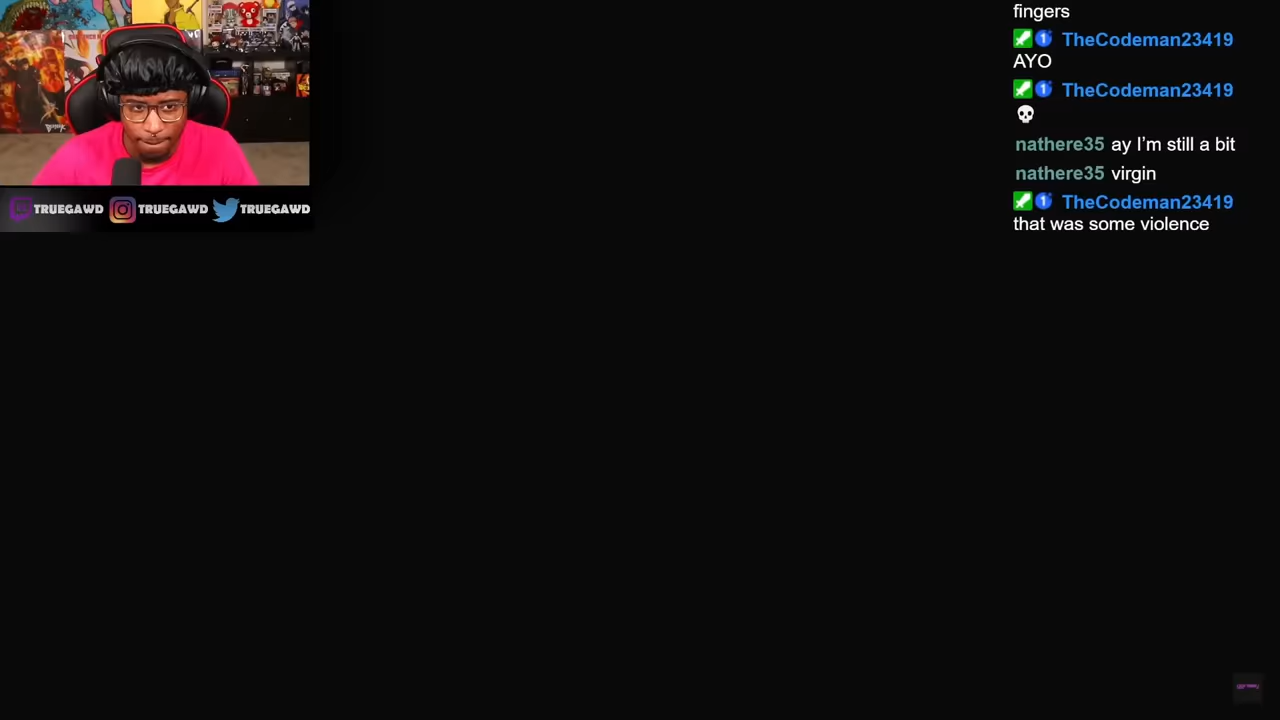 fingers
TheCodeman23419
AYO
TheCodeman23419
nathere35 ay I'm still a bit
nathere35 virgin
TheCodeman23419
that was some violence
TRUEGAWD TRUEGAWD TRUEGAWD